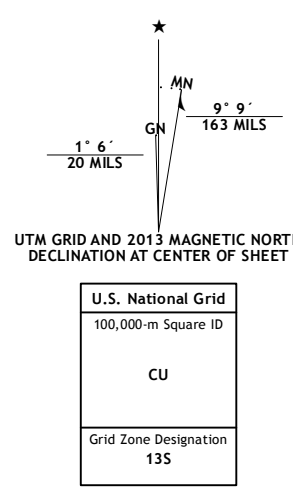 ★
MN
GN
9° 9´
163 MILS
1° 6´
20 MILS
UTM GRID AND 2013 MAGNETIC NORT
DECLINATION AT CENTER OF SHEET
U.S. National Grid
100,000-m Square ID
CU
Grid Zone Designation
13S